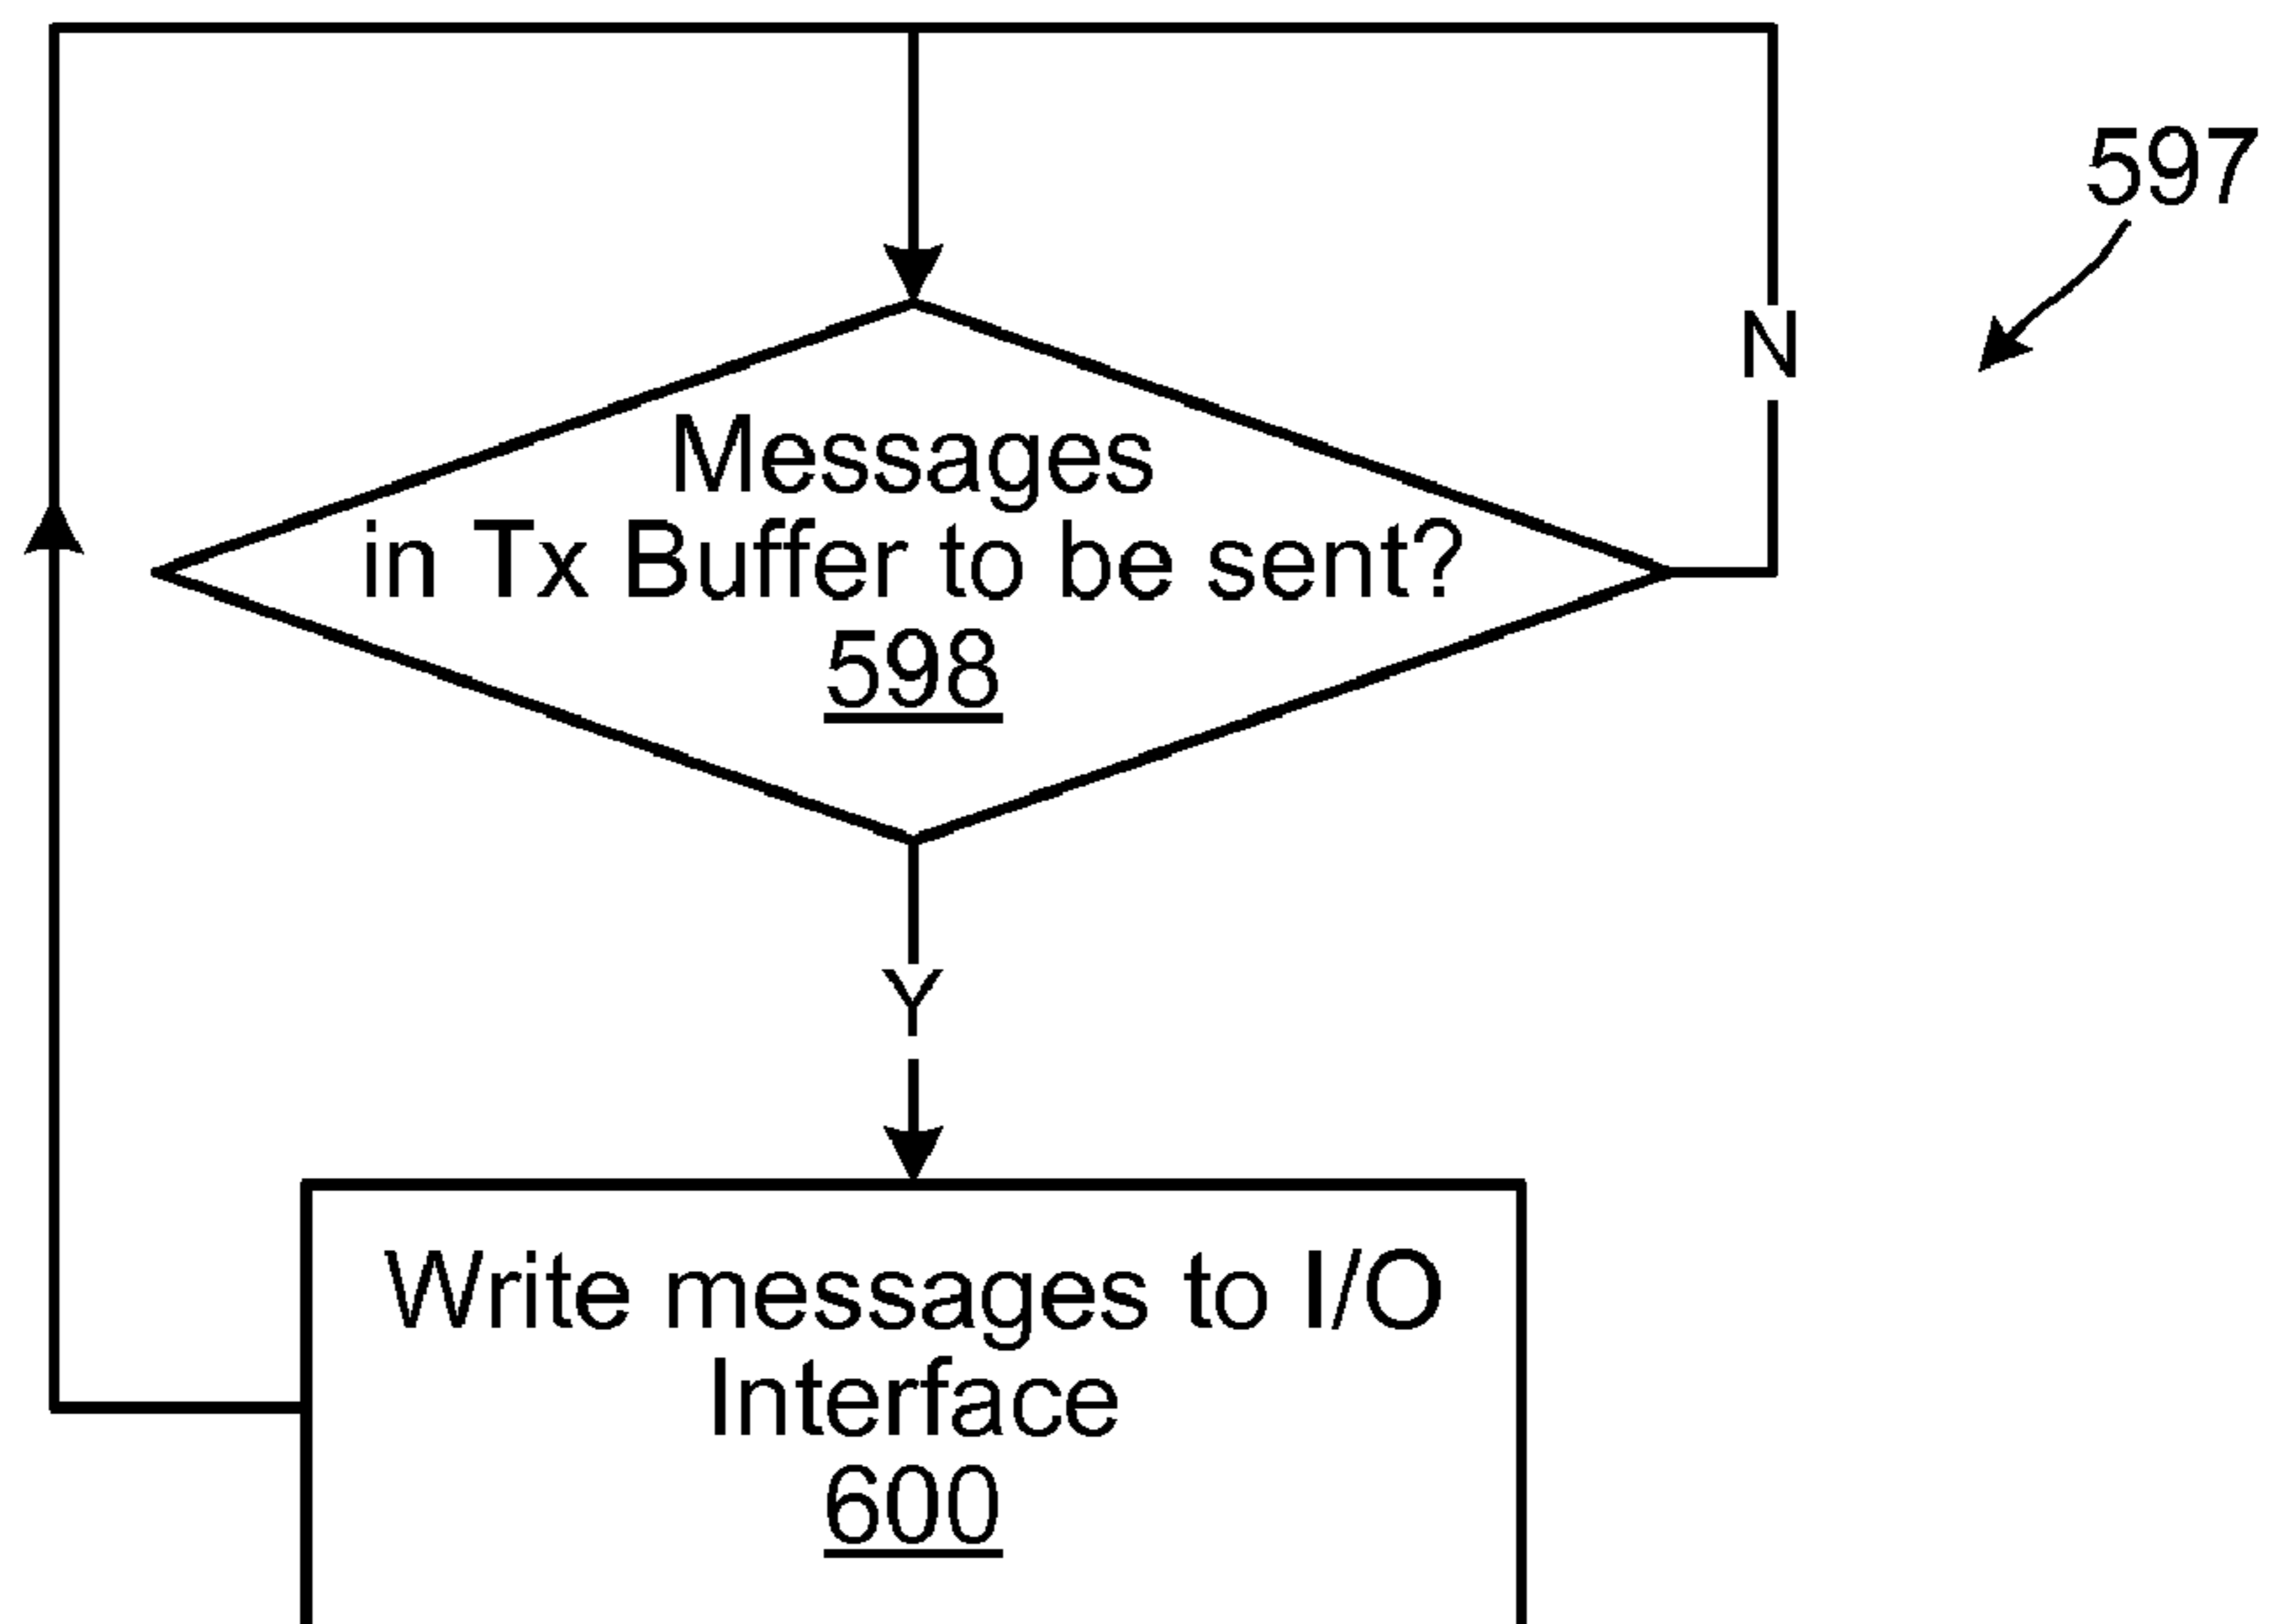 597
N
Messages
in Tx Buffer to be sent?
598
Y
Write messages to I/O
Interface
600